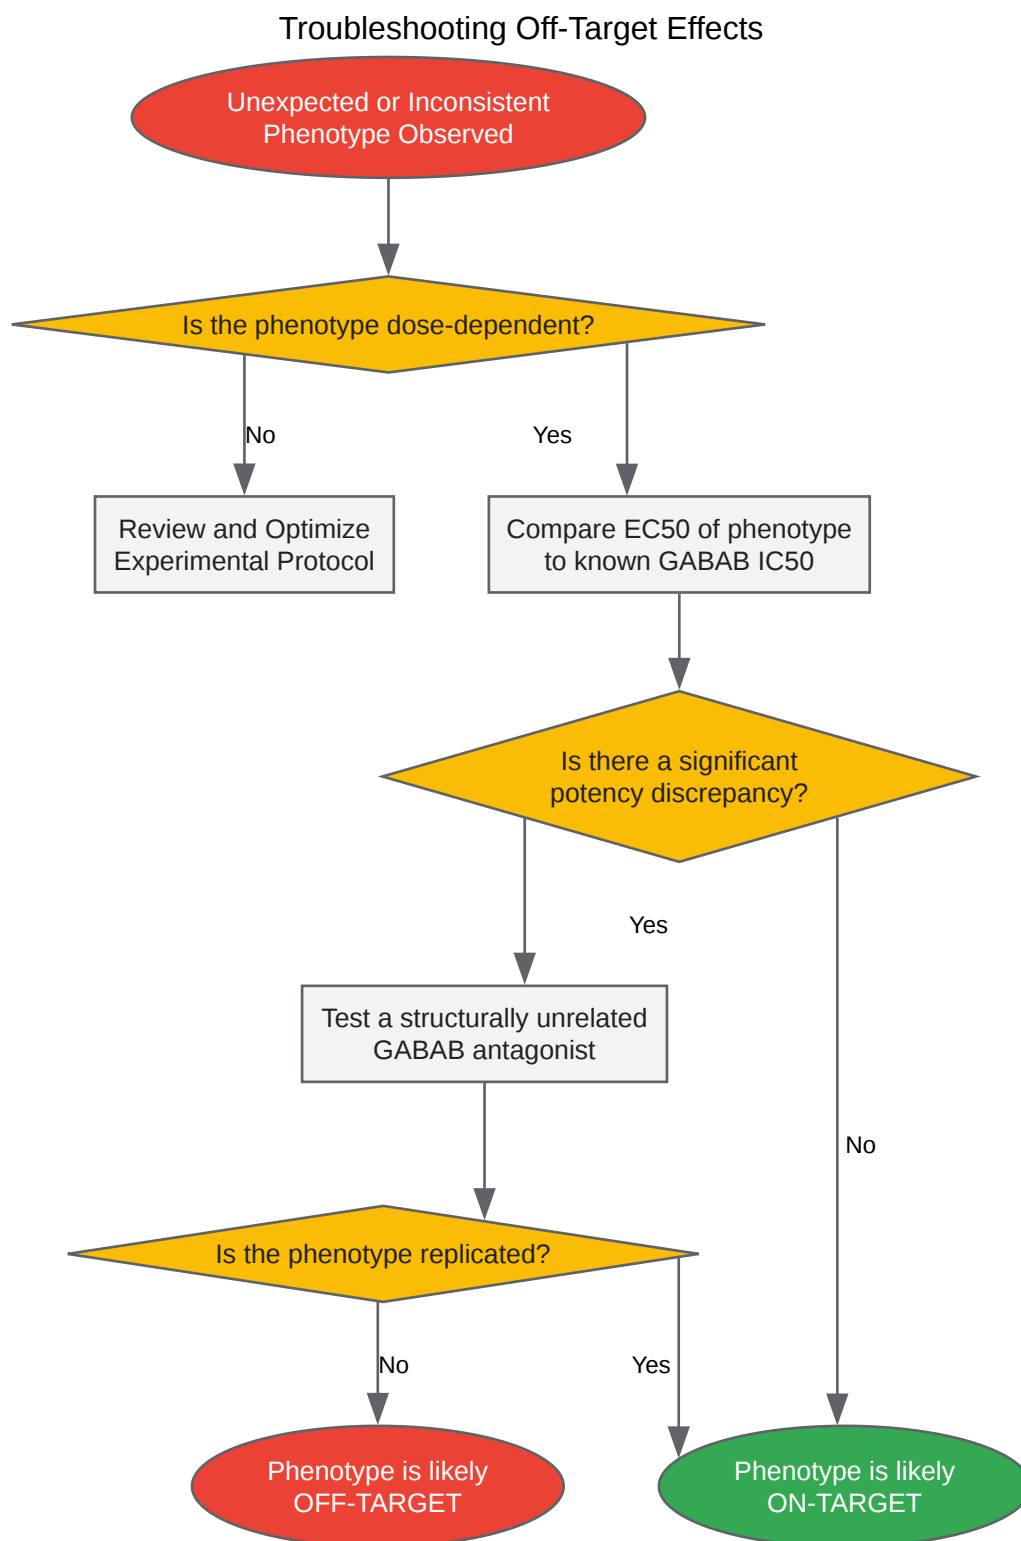 Troubleshooting Off-Target Effects
Unexpected or Inconsistent
Phenotype Observed
Is the phenotype dose-dependent?
No
Yes
Review and Optimize
Experimental Protocol
Compare EC50 of phenotype
to known GABAB IC50
Is there a significant
potency discrepancy?
Yes
Test a structurally unrelated
GABAB antagonist
No
Is the phenotype replicated?
No
Yes
Phenotype is likely
OFF-TARGET
Phenotype is likely
ON-TARGET